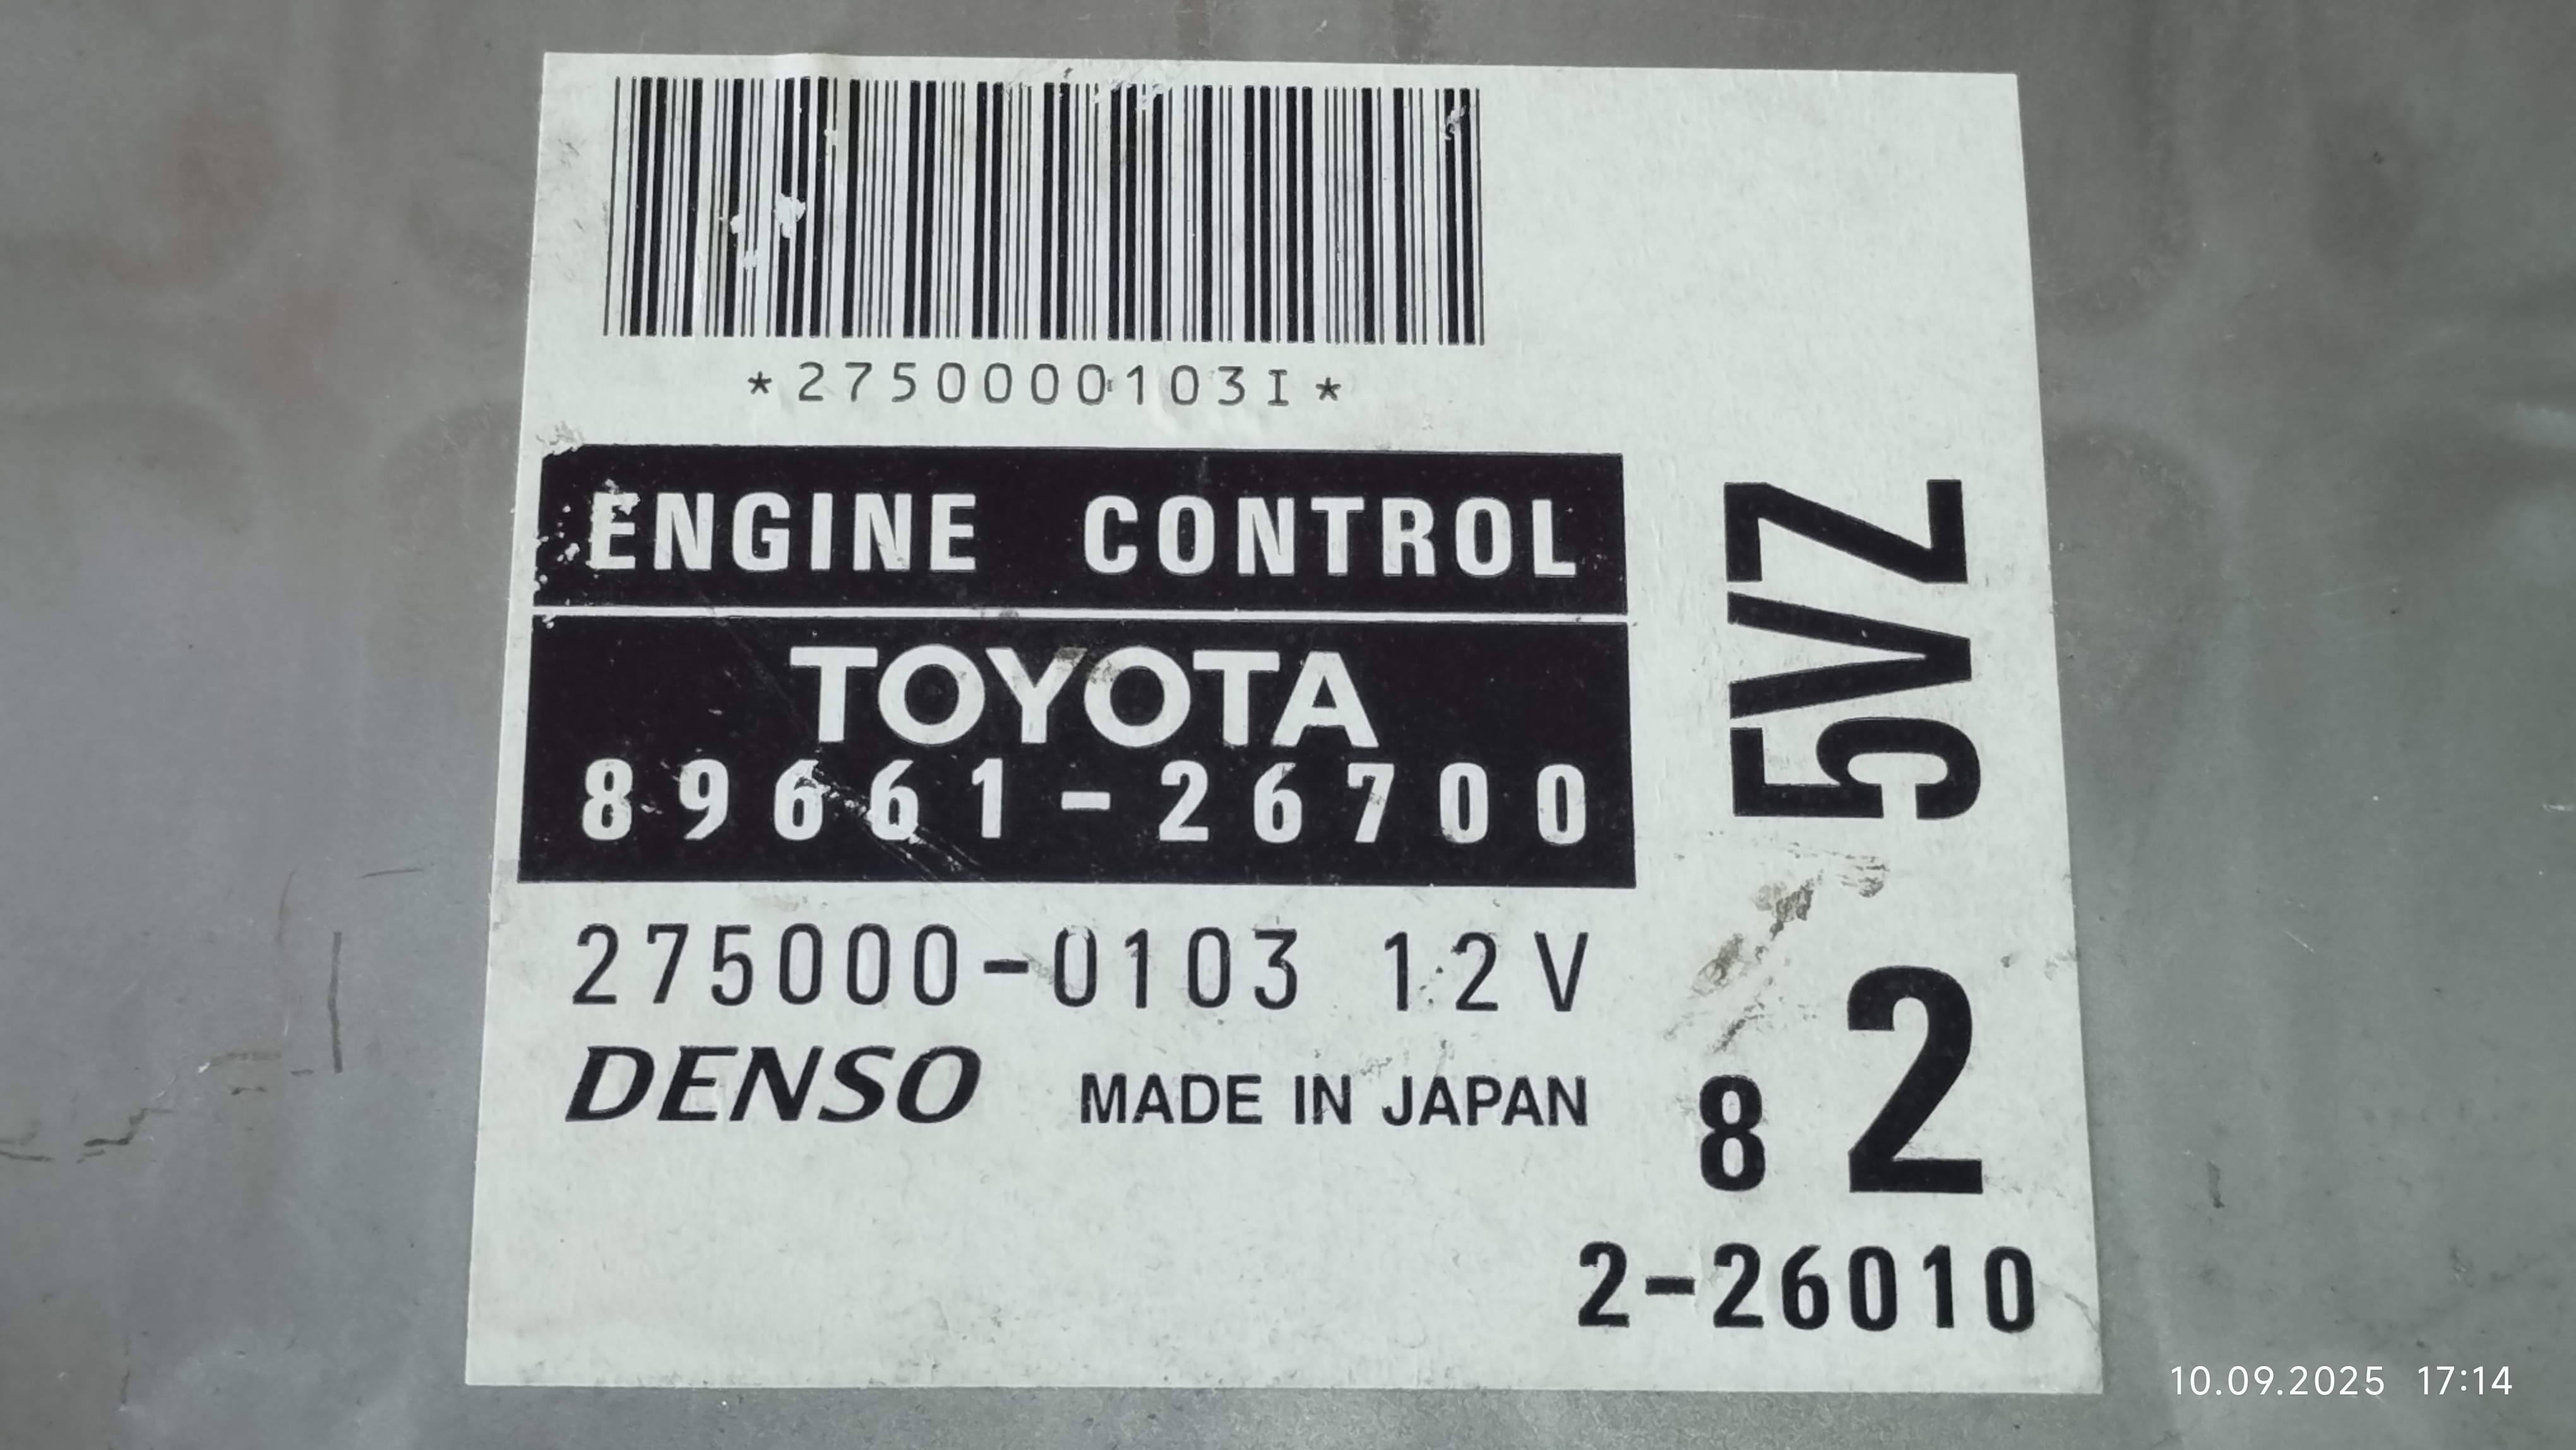 *2750000103I*
ENGINE CONTROL
TOYOTA
89661-26700
275000-0103 12V
DENSO MADE IN JAPAN
5VZ
8 2
2-26010
10.09.2025 17:14